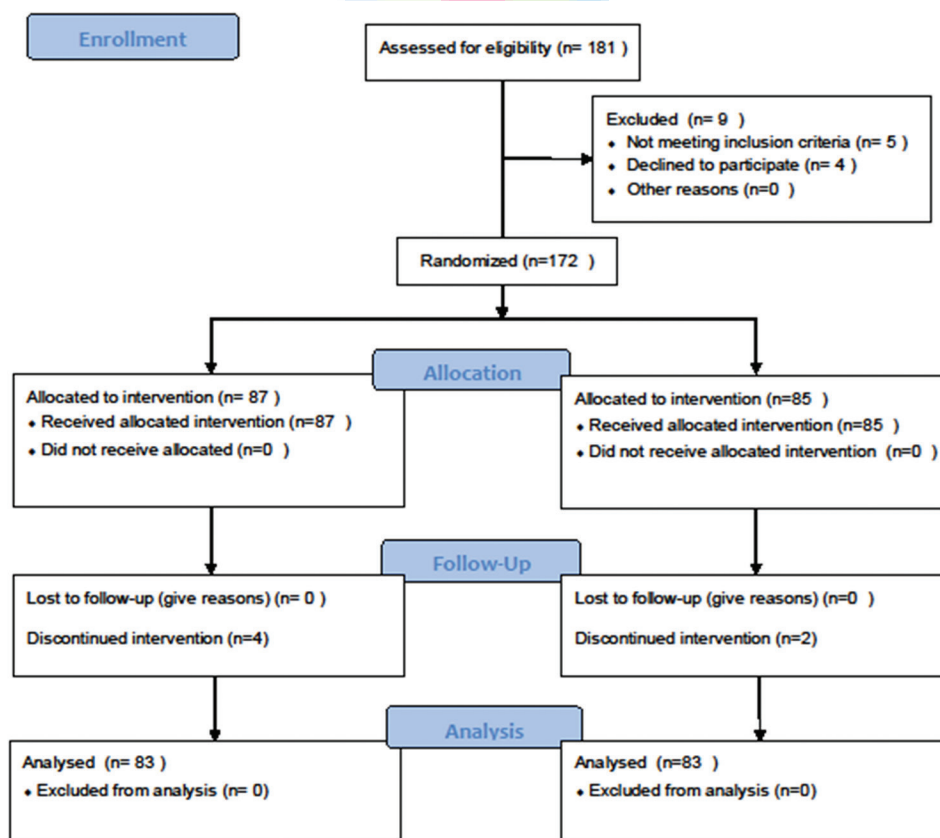 Enrollment
Assessed for eligibility (n= 181 )
Excluded (n= 9 )
⬥ Not meeting inclusion criteria (n= 5 )
⬥ Declined to participate (n= 4 )
⬥ Other reasons (n=0 )
Randomized (n=172 )
Allocation
Allocated to intervention (n= 87 )
⬥ Received allocated intervention (n=87 )
⬥ Did not receive allocated (n=0 )
Allocated to intervention (n=85 )
⬥ Received allocated intervention (n=85 )
⬥ Did not receive allocated intervention (n=0 )
Follow-Up
Lost to follow-up (give reasons) (n= 0 )
Discontinued intervention (n=4)
Lost to follow-up (give reasons) (n=0 )
Discontinued intervention (n=2)
Analysis
Analysed (n= 83 )
⬥ Excluded from analysis (n= 0)
Analysed (n=83 )
⬥ Excluded from analysis (n=0)